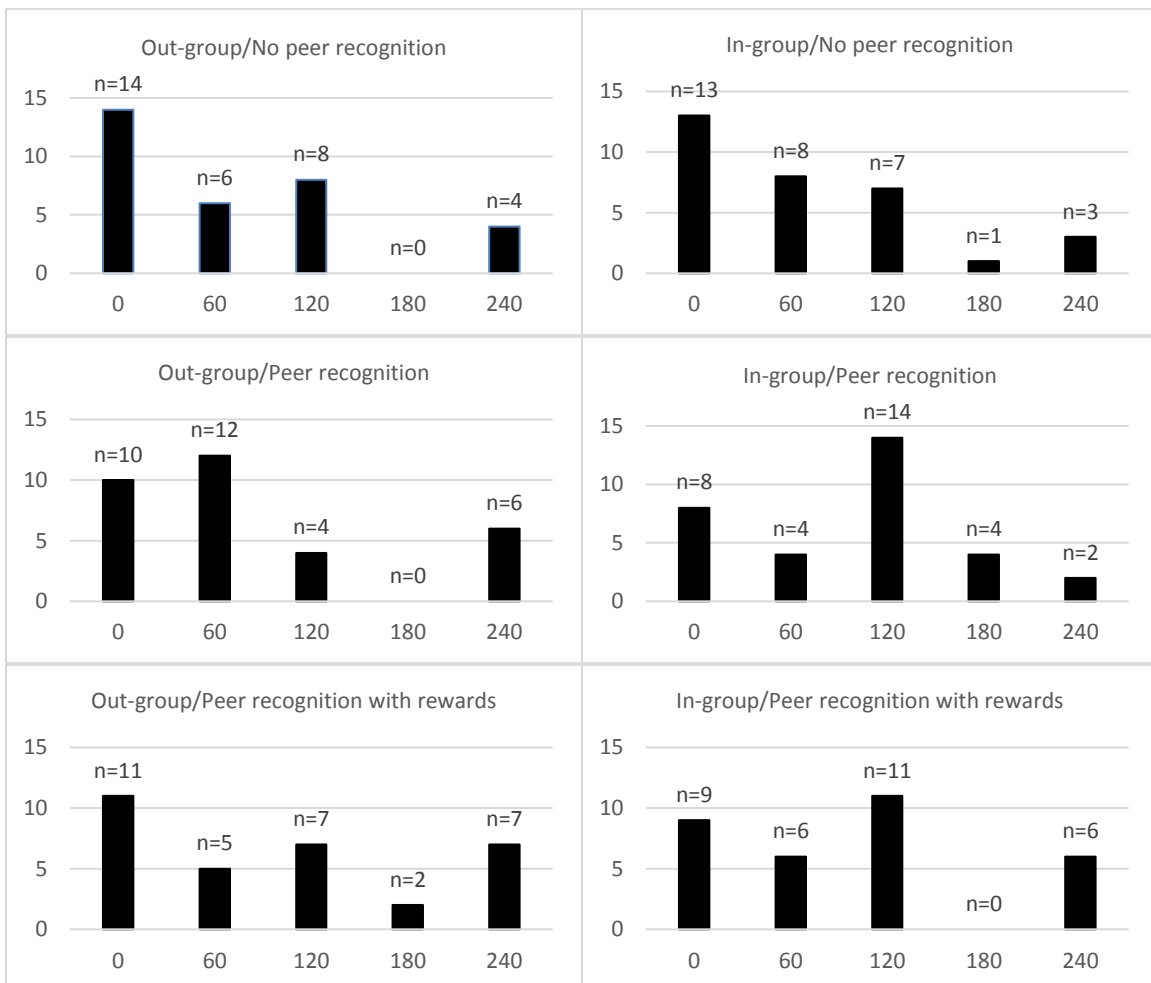 Out-group/No peer recognition
n=14
15
n=8
10
n=6
n=4
5
n=0
0
0 60 120 180 240
In-group/No peer recognition
15
n=13
n=8
10
n=7
n=3
5
n=1
0
0 60 120 180 240
Out-group/Peer recognition
15
n=12
n=10
10
n=6
n=4
5
n=0
0
0 60 120 180 240
In-group/Peer recognition
n=14
15
n=8
10
n=4
n=4
5
n=2
0
0 60 120 180 240
Out-group/Peer recognition with rewards
15
n=11
10
n=7
n=7
n=5
5
n=2
0
0 60 120 180 240
In-group/Peer recognition with rewards
15
n=11
n=9
10
n=6
n=6
5
n=0
0
0 60 120 180 240